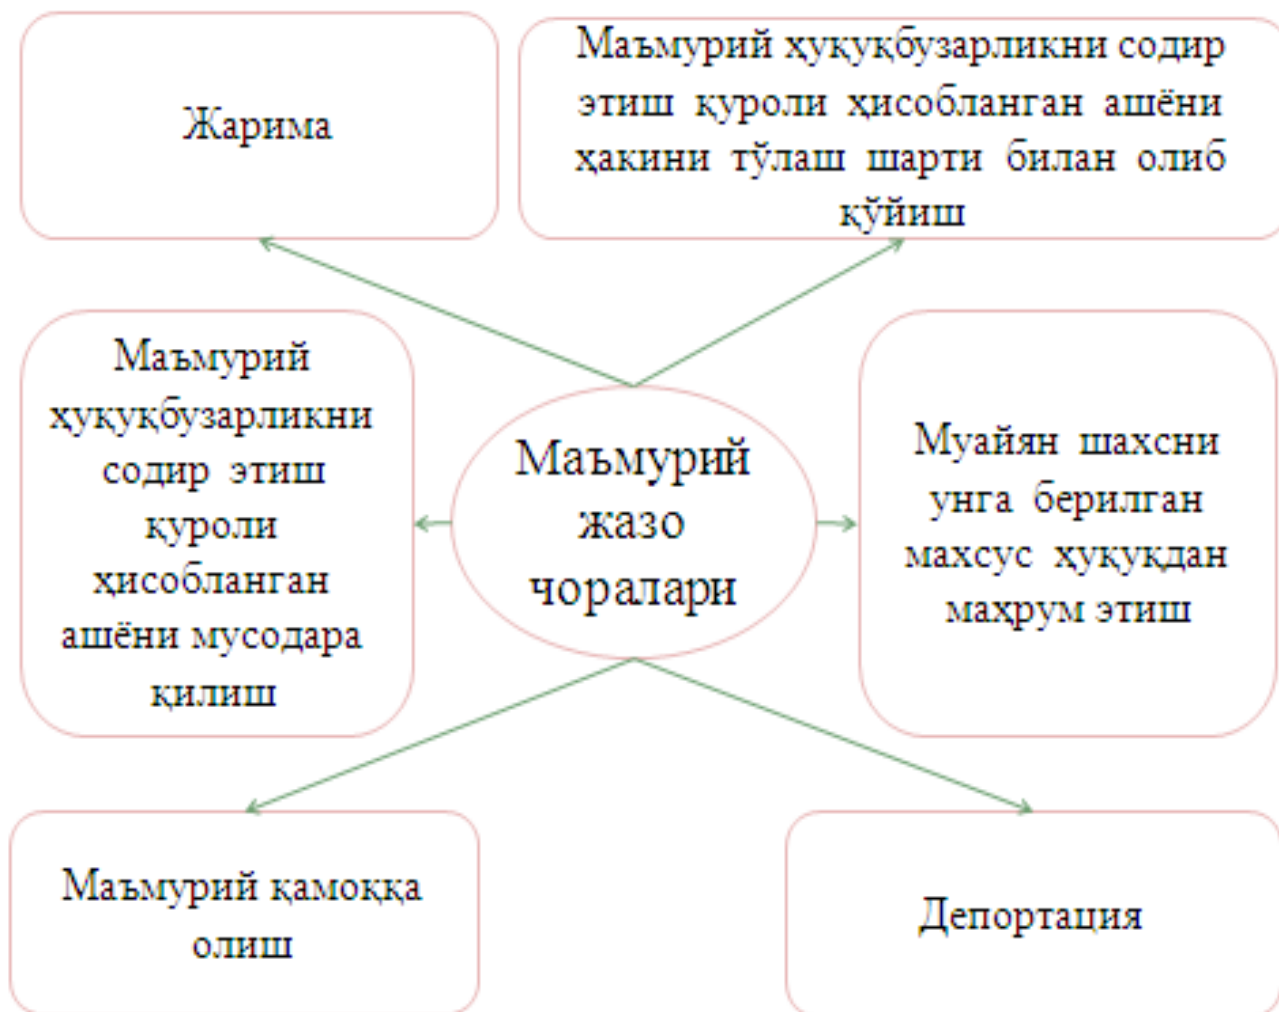 Жарима
Маъмурий ҳуқуқбузарликни содир
этиш қуроли ҳисобланган ашёни
ҳакини тўлаш шарти билан олиб
қўйиш
Маъмурий
ҳуқуқбузарликни
содир этиш
қуроли
ҳисобланган
ашёни мусодара
қилиш
Маъмурий
жазо
чоралари
Муайян шахсни
унга берилган
махсус ҳуқуқдан
маҳрум этиш
Маъмурий қамоққа
олиш
Депортация